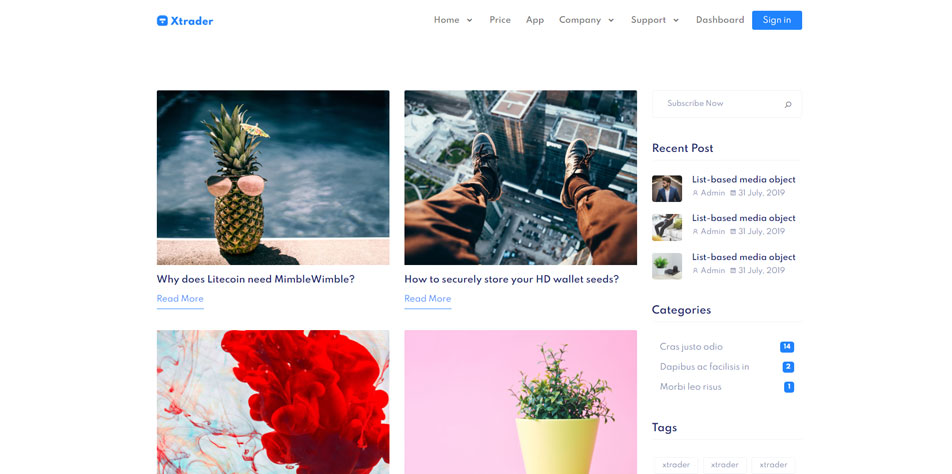 Xtrader
Home Price App Company Support Dashboard Sign in
Subscribe Now
Why does Litecoin need MimbleWimble?
Read More
How to securely store your HD wallet seeds?
Read More
Recent Post
List-based media object
Admin 31 July, 2019
List-based media object
Admin 31 July, 2019
List-based media object
Admin 31 July, 2019
Categories
Cras justo odio 14
Dapibus ac facilisis in 2
Morbi leo risus 1
Tags
xtrader xtrader xtrader